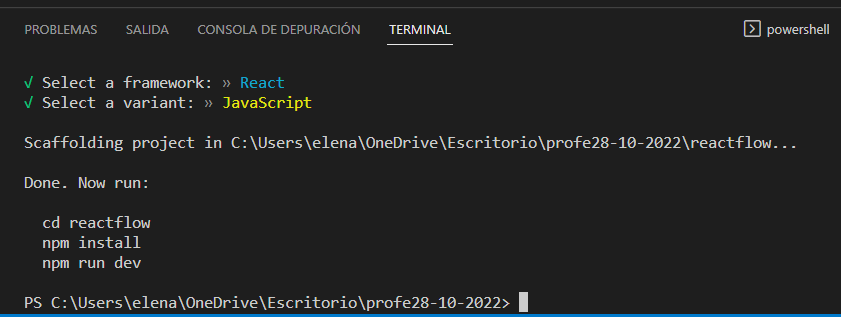 PROBLEMAS SALIDA CONSOLA DE DEPURACIÓN TERMINAL powershell
√ Select a framework: » React
√ Select a variant: » JavaScript
Scaffolding project in C:\Users\elena\OneDrive\Escritorio\profe28-10-2022\reactflow...
Done. Now run:
cd reactflow
npm install
npm run dev
PS C:\Users\elena\OneDrive\Escritorio\profe28-10-2022>